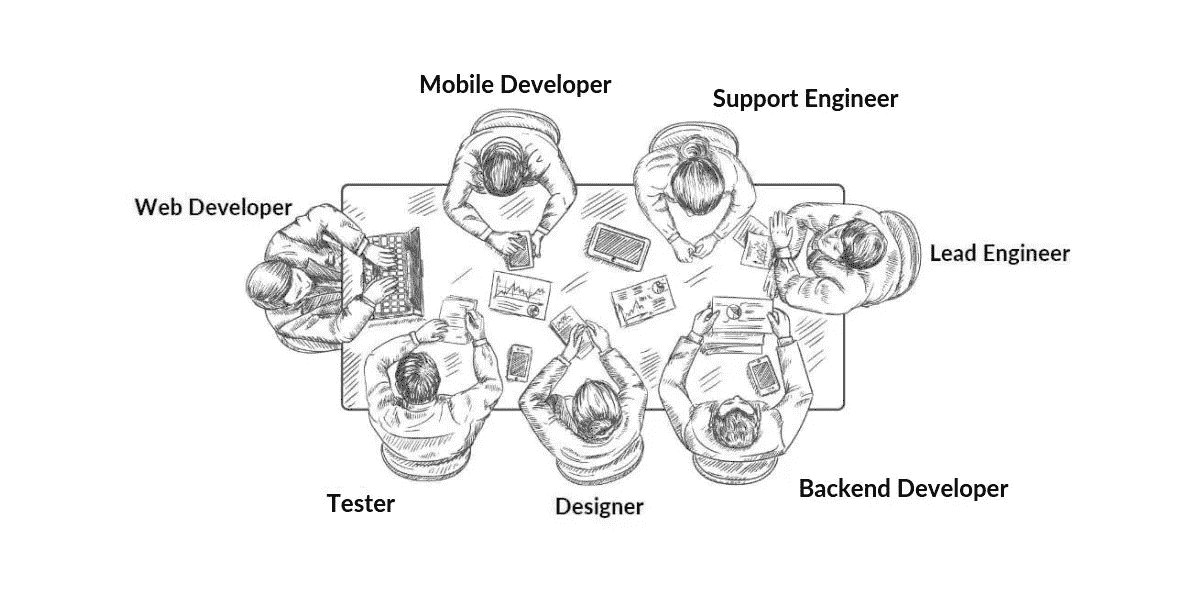 Mobile Developer
Support Engineer
Web Developer
Lead Engineer
Tester
Designer
Backend Developer